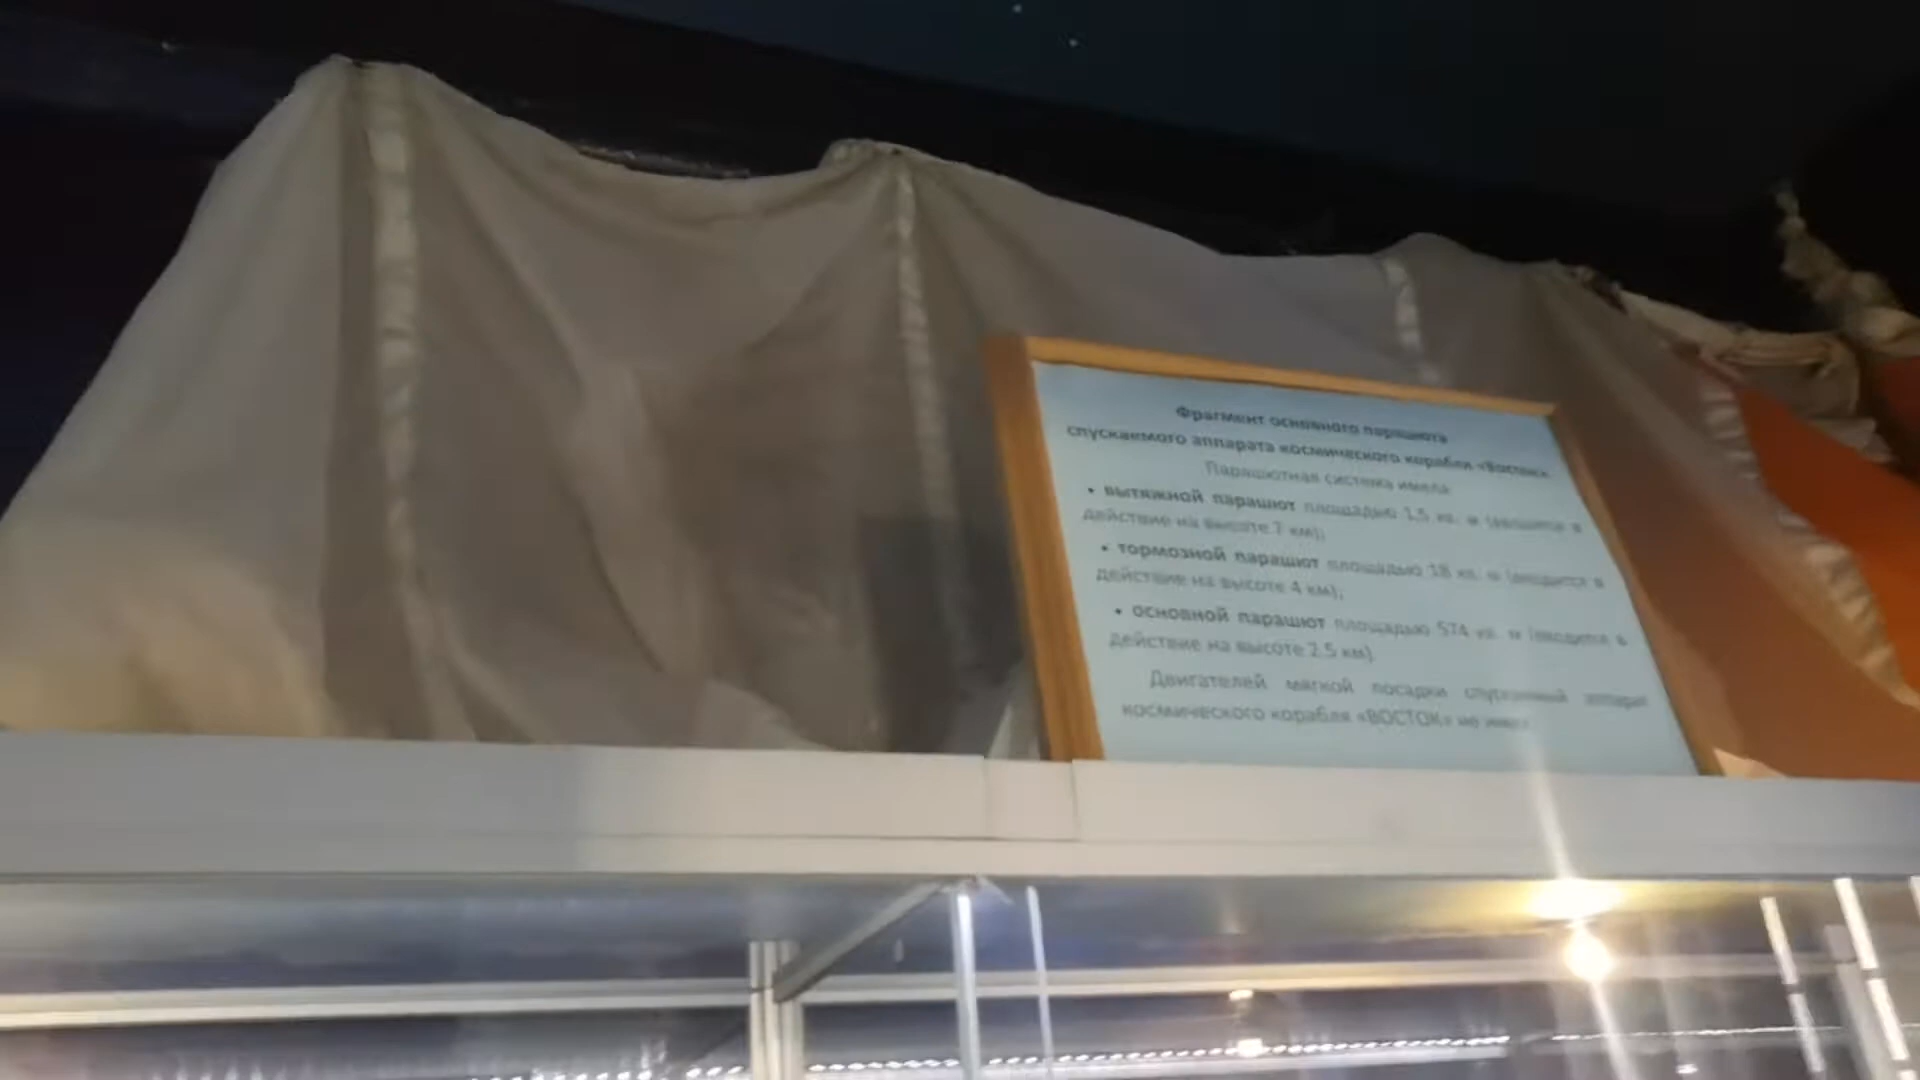 Фрагмент основного парашюта
спускаемого аппарата космического корабля «Восток»
Парашютная система имела:
• вытяжной парашют площадью 1,5 кв. м (вводится в
действие на высоте 7 км);
• тормозной парашют площадью 18 кв. м (вводится в
действие на высоте 4 км);
• основной парашют площадью 574 кв. м (вводится в
действие на высоте 2.5 км).
Двигателей мягкой посадки спускаемый аппарат
космического корабля «ВОСТОК» не имел